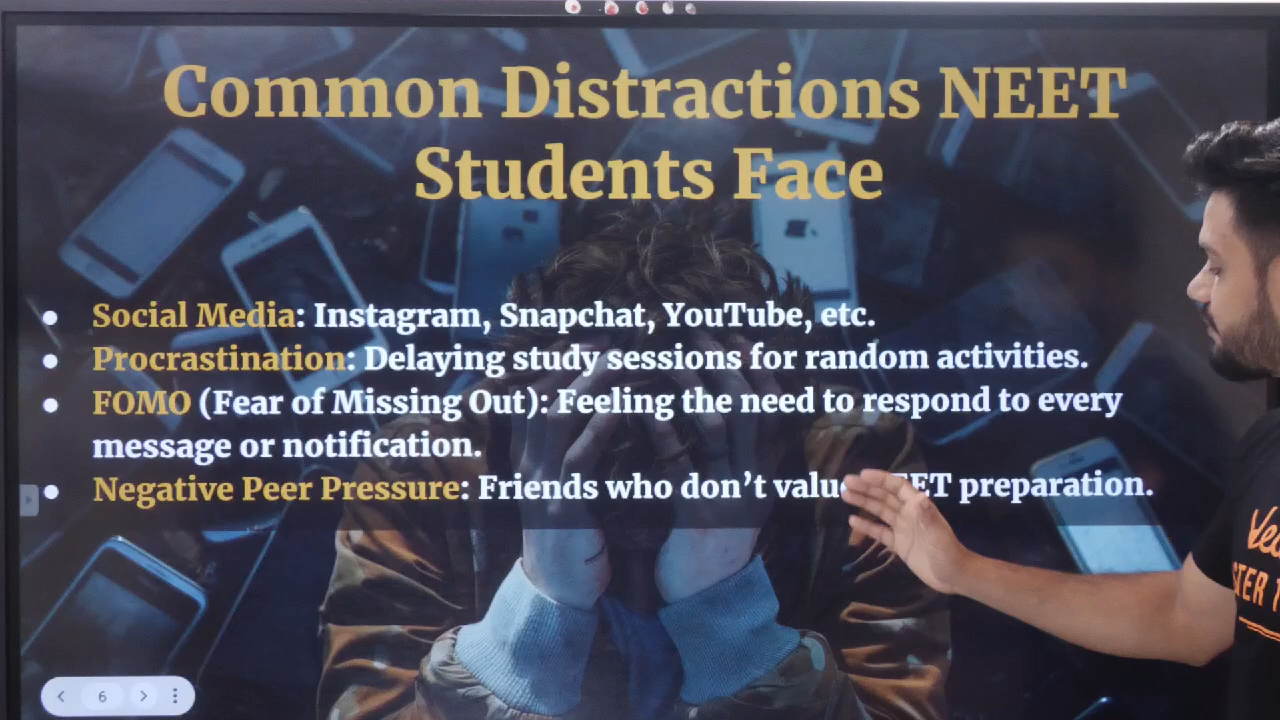 Common Distractions NEET
Students Face
• Social Media: Instagram, Snapchat, YouTube, etc.
• Procrastination: Delaying study sessions for random activities.
• FOMO (Fear of Missing Out): Feeling the need to respond to every
message or notification.
• Negative Peer Pressure: Friends who don’t preparation.
6